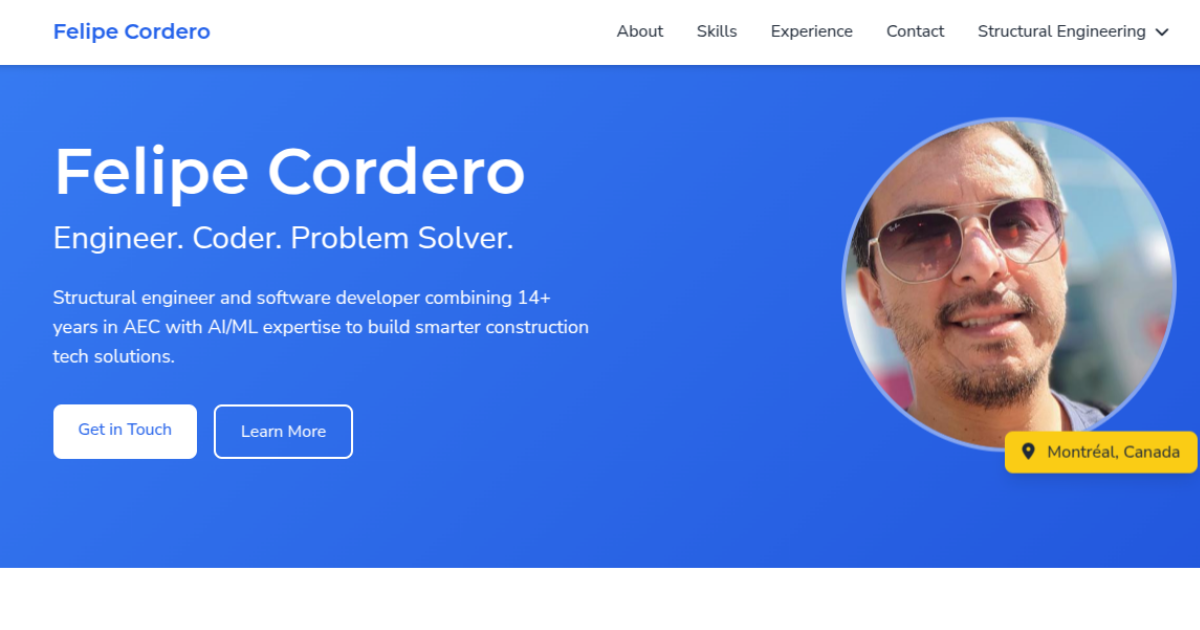 Felipe Cordero
About
Skills
Experience
Contact
Structural Engineering
Felipe Cordero
Engineer. Coder. Problem Solver.
Structural engineer and software developer combining 14+
years in AEC with AI/ML expertise to build smarter construction
tech solutions.
Get in Touch
Learn More
Montréal, Canada